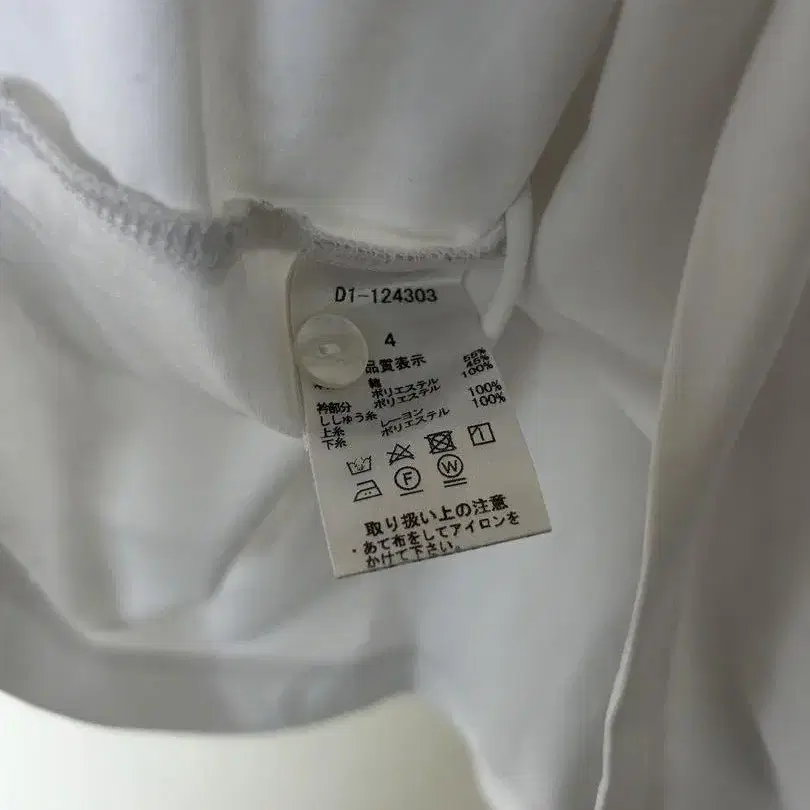 D1-124303
4
品質表示
綿 55%
ポリエステル 45%
衿部分 ポリエステル 100%
ししゅう糸
上糸 レーヨン 100%
下糸 ポリエステル 100%
1
F W
取り扱い上の注意
・あて布をしてアイロンを
かけて下さい。